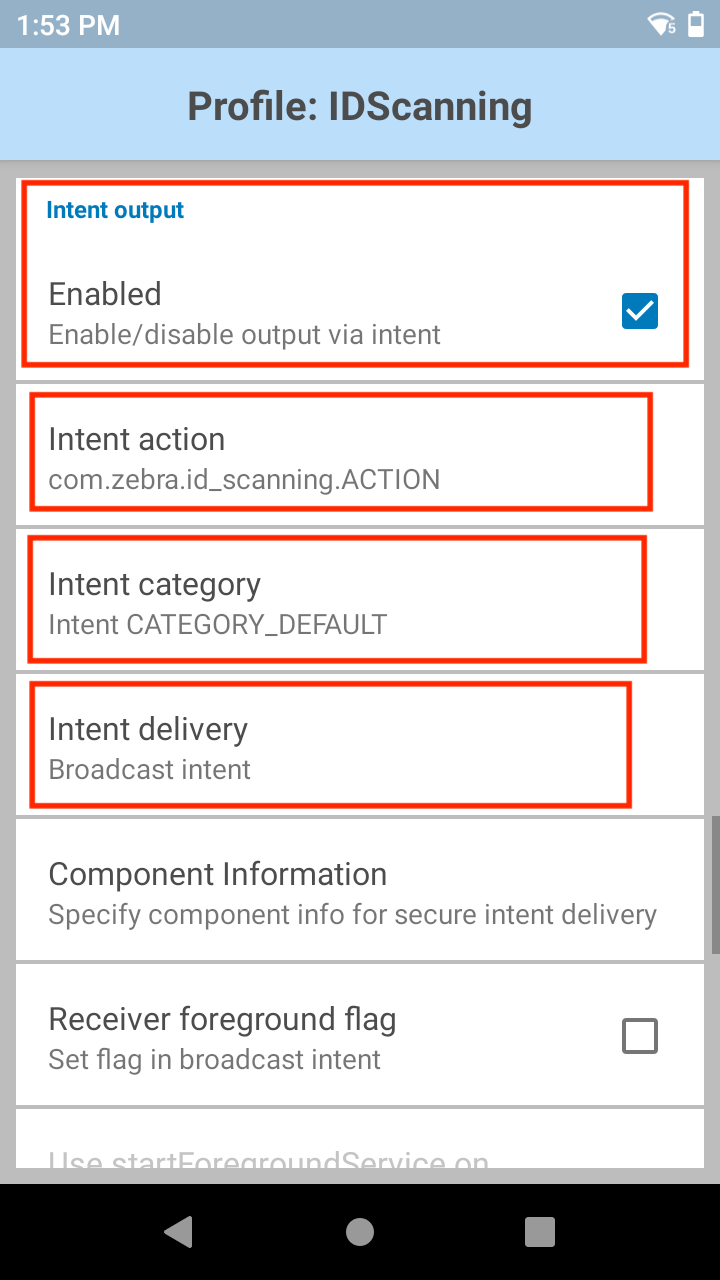 1:53 PM
5
Profile: IDScanning
Intent output
Enabled
Enable/disable output via intent
Intent action
com.zebra.id_scanning.ACTION
Intent category
Intent CATEGORY_DEFAULT
Intent delivery
Broadcast intent
Component Information
Specify component info for secure intent delivery
Receiver foreground flag
Set flag in broadcast intent
Use startForegroundService on